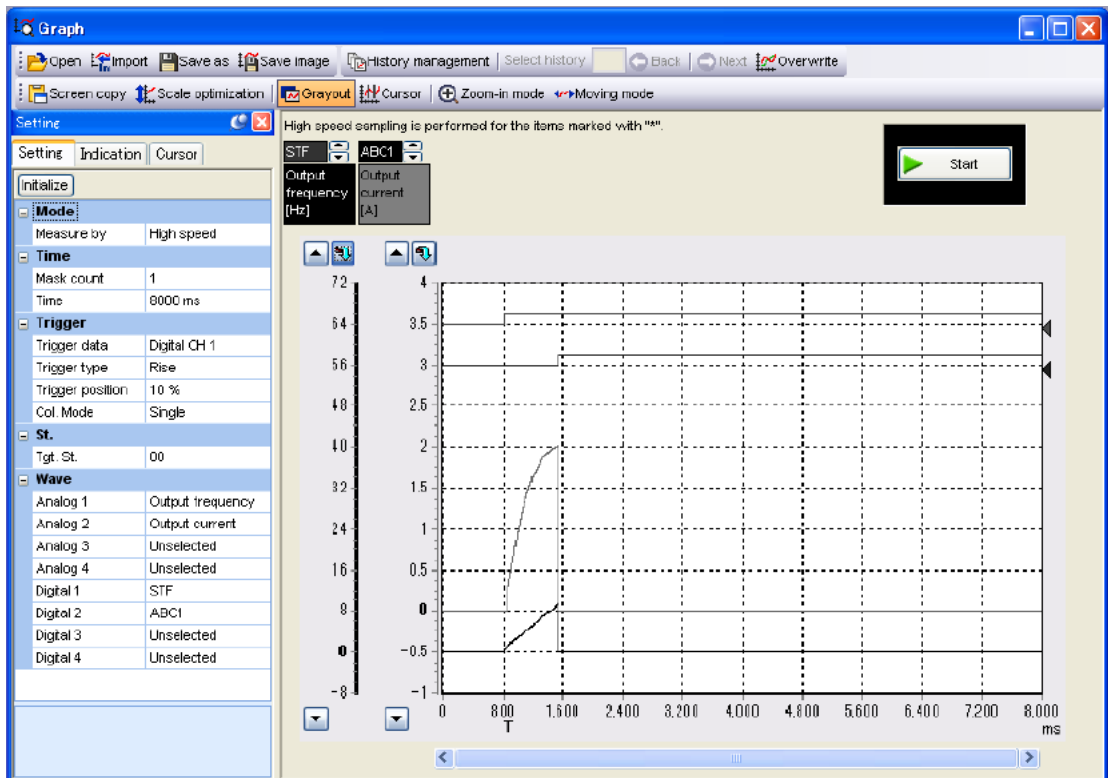 Graph
Open Import Save as Save image History management Select history Back Next Overwrite
Screen copy Scale optimization Grayout Cursor Zoom-in mode Moving mode
Setting
Setting Indication Cursor
Initialize
Mode
Measure by High speed
Time
Mask count 1
Time 8000 ms
Trigger
Trigger data Digital CH 1
Trigger type Rise
Trigger position 10 %
Col. Mode Single
St.
Tgt. St. 00
Wave
Analog 1 Output frequency
Analog 2 Output current
Analog 3 Unselected
Analog 4 Unselected
Digital 1 STF
Digital 2 ABC1
Digital 3 Unselected
Digital 4 Unselected
High speed sampling is performed for the items marked with "*".
STF ABC1
Output frequency [Hz]
Output current [A]
Start
72 4
64 3.5
56 3
48 2.5
40 2
32 1.5
24 1
16 0.5
8 0
0 -0.5
-8 -1
0 800 1.600 2.400 3.200 4.000 4.800 5.600 6.400 7.200 8.000
T ms